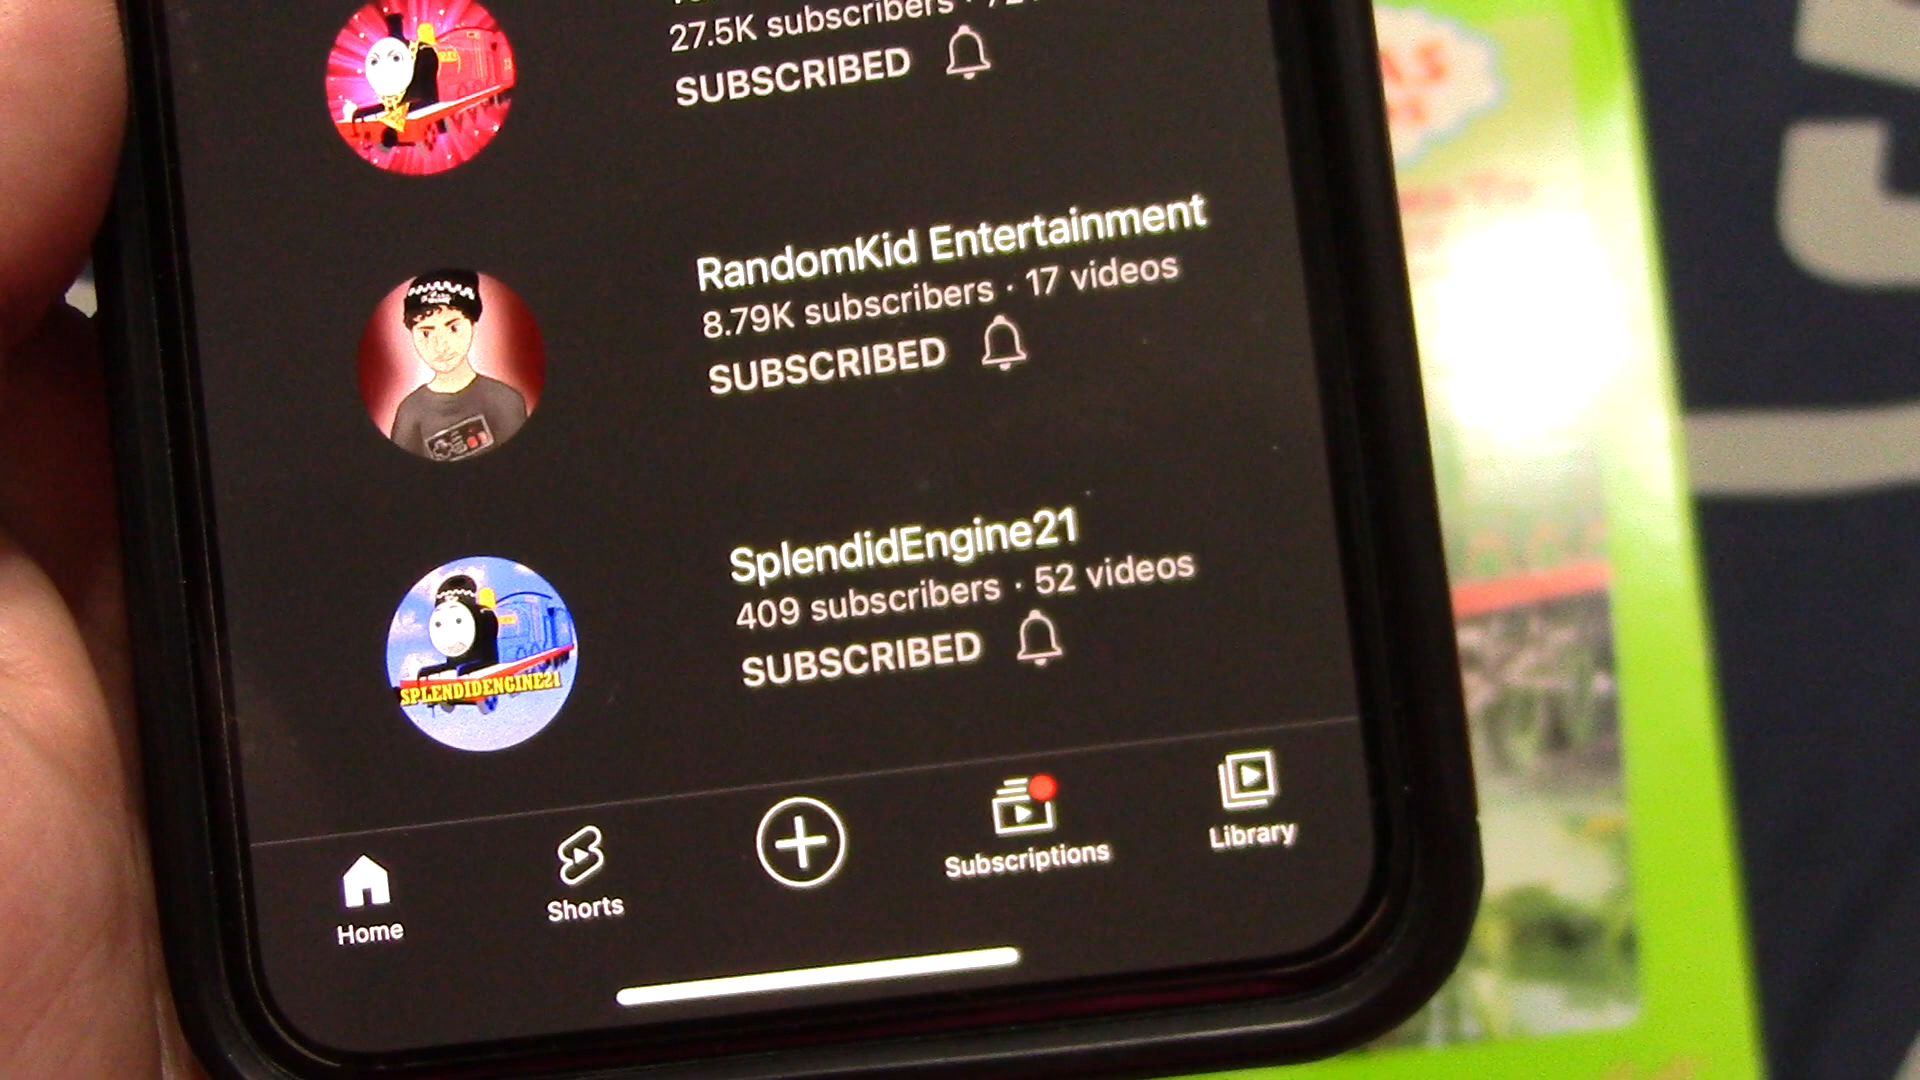 27.5K subscribers ·
SUBSCRIBED
RandomKid Entertainment
8.79K subscribers · 17 videos
SUBSCRIBED
SplendidEngine21
409 subscribers · 52 videos
SUBSCRIBED
SPLENDIDENGINE21
Home
Shorts
Subscriptions
Library